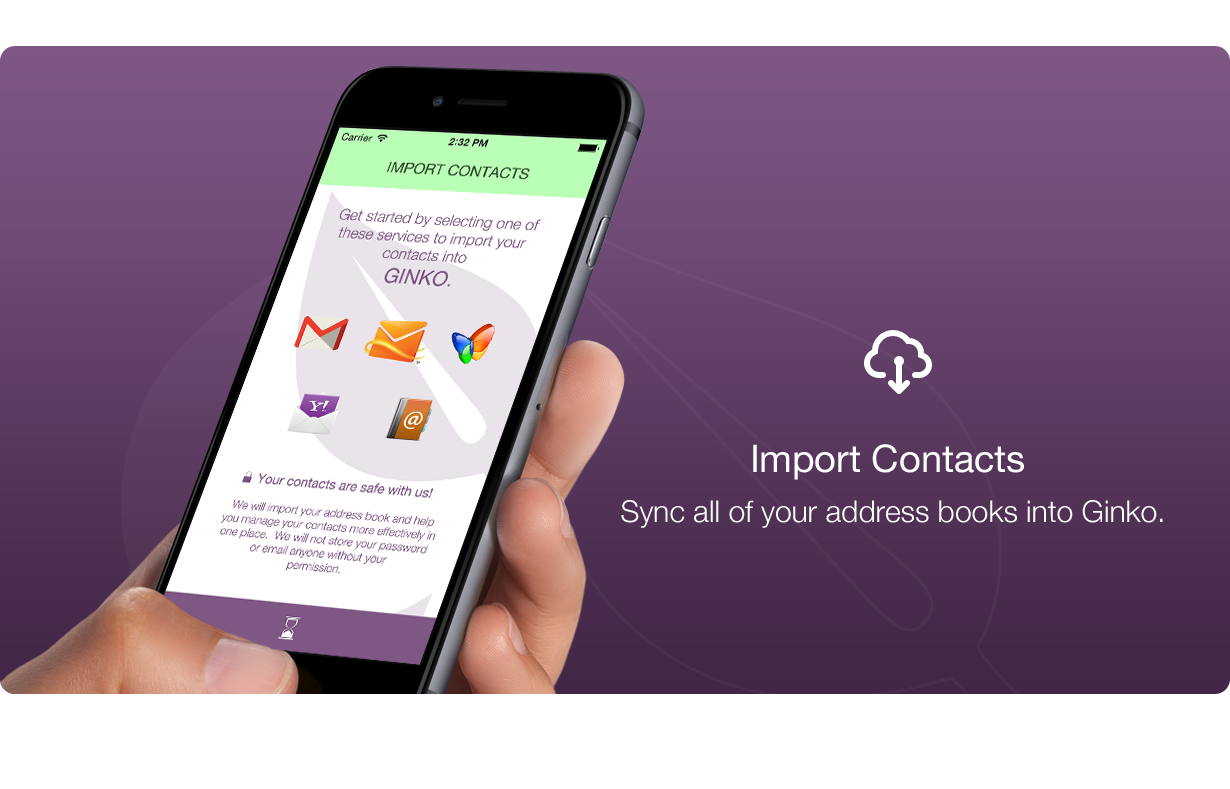 Carrier 2:32 PM
IMPORT CONTACTS
Get started by selecting one of
these services to import your
contacts into
GINKO.
Y!
@
Your contacts are safe with us!
We will import your address book and help
you manage your contacts more effectively in
one place. We will not store your password
or email anyone without your
permission.
Import Contacts
Sync all of your address books into Ginko.